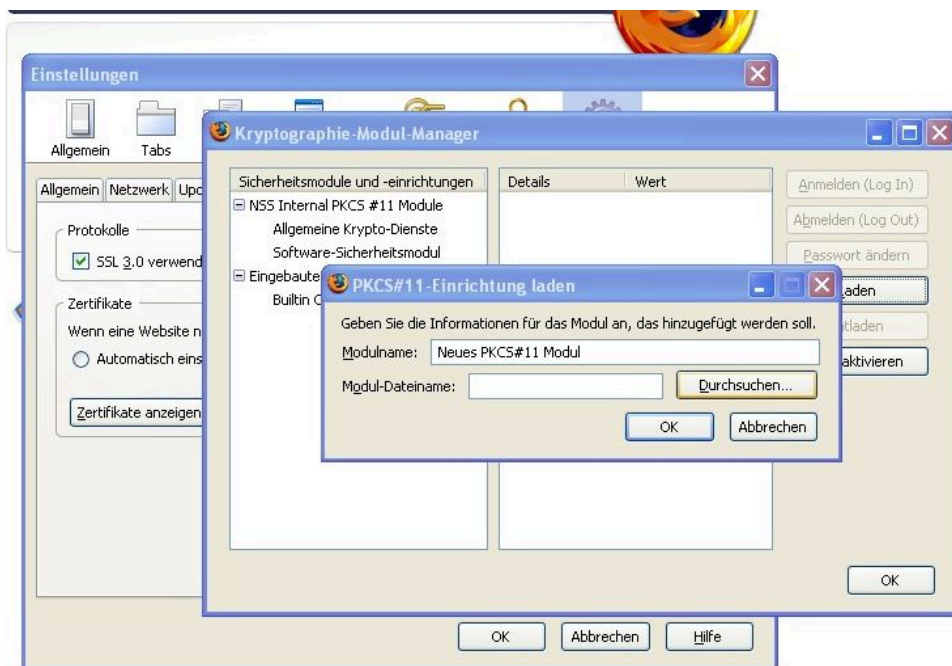 Einstellungen
Allgemein
Tabs
Kryptographie-Modul-Manager
Allgemein
Netzwerk
Protokolle
SSL 3.0 verwend
Zertifikate
Wenn eine Website n
Automatisch eins
Zertifikate anzeigen
Sicherheitsmodule und -einrichtungen
NSS Internal PKCS #11 Module
Allgemeine Krypto-Dienste
Software-Sicherheitsmodul
Eingebaute
Builtin
Details
Wert
Anmelden (Log In)
Abmelden (Log Out)
Passwort ändern
aden
tladen
aktivieren
PKCS#11-Einrichtung laden
Geben Sie die Informationen für das Modul an, das hinzugefügt werden soll.
Modulname: Neues PKCS#11 Modul
Modul-Dateiname:
Durchsuchen...
OK
Abbrechen
OK
OK
Abbrechen
Hilfe